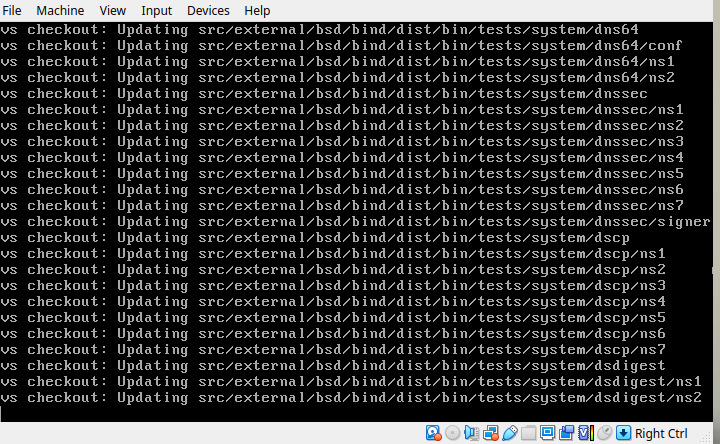 File Machine View Input Devices Help
vs checkout: Updating src/external/bsd/bind/dist/bin/tests/system/dns64
vs checkout: Updating src/external/bsd/bind/dist/bin/tests/system/dns64/conf
vs checkout: Updating src/external/bsd/bind/dist/bin/tests/system/dns64/ns1
vs checkout: Updating src/external/bsd/bind/dist/bin/tests/system/dns64/ns2
vs checkout: Updating src/external/bsd/bind/dist/bin/tests/system/dnssec
vs checkout: Updating src/external/bsd/bind/dist/bin/tests/system/dnssec/ns1
vs checkout: Updating src/external/bsd/bind/dist/bin/tests/system/dnssec/ns2
vs checkout: Updating src/external/bsd/bind/dist/bin/tests/system/dnssec/ns3
vs checkout: Updating src/external/bsd/bind/dist/bin/tests/system/dnssec/ns4
vs checkout: Updating src/external/bsd/bind/dist/bin/tests/system/dnssec/ns5
vs checkout: Updating src/external/bsd/bind/dist/bin/tests/system/dnssec/ns6
vs checkout: Updating src/external/bsd/bind/dist/bin/tests/system/dnssec/ns7
vs checkout: Updating src/external/bsd/bind/dist/bin/tests/system/dnssec/signer
vs checkout: Updating src/external/bsd/bind/dist/bin/tests/system/dscp
vs checkout: Updating src/external/bsd/bind/dist/bin/tests/system/dscp/ns1
vs checkout: Updating src/external/bsd/bind/dist/bin/tests/system/dscp/ns2
vs checkout: Updating src/external/bsd/bind/dist/bin/tests/system/dscp/ns3
vs checkout: Updating src/external/bsd/bind/dist/bin/tests/system/dscp/ns4
vs checkout: Updating src/external/bsd/bind/dist/bin/tests/system/dscp/ns5
vs checkout: Updating src/external/bsd/bind/dist/bin/tests/system/dscp/ns6
vs checkout: Updating src/external/bsd/bind/dist/bin/tests/system/dscp/ns7
vs checkout: Updating src/external/bsd/bind/dist/bin/tests/system/dsdigest
vs checkout: Updating src/external/bsd/bind/dist/bin/tests/system/dsdigest/ns1
vs checkout: Updating src/external/bsd/bind/dist/bin/tests/system/dsdigest/ns2
Right Ctrl